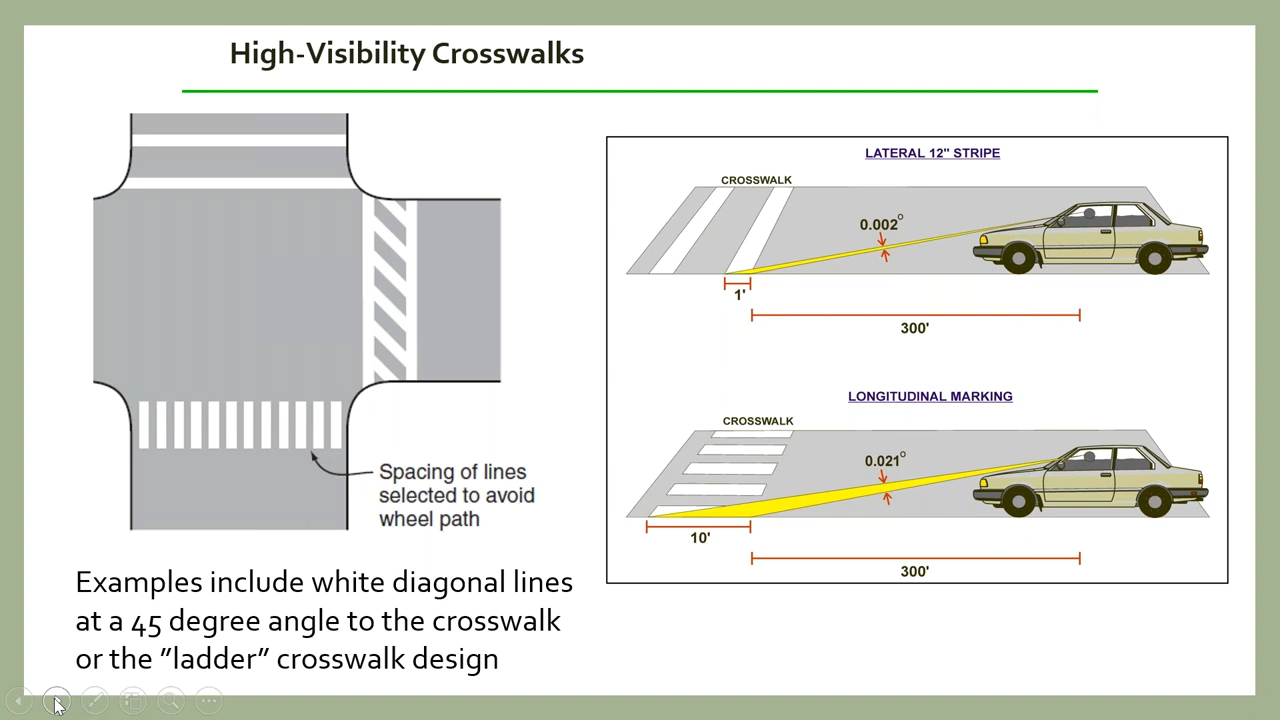 High-Visibility Crosswalks
Spacing of lines
selected to avoid
wheel path
Examples include white diagonal lines
at a 45 degree angle to the crosswalk
or the ”ladder” crosswalk design
LATERAL 12" STRIPE
CROSSWALK
0.002°
1'
300'
LONGITUDINAL MARKING
CROSSWALK
0.021°
10'
300'